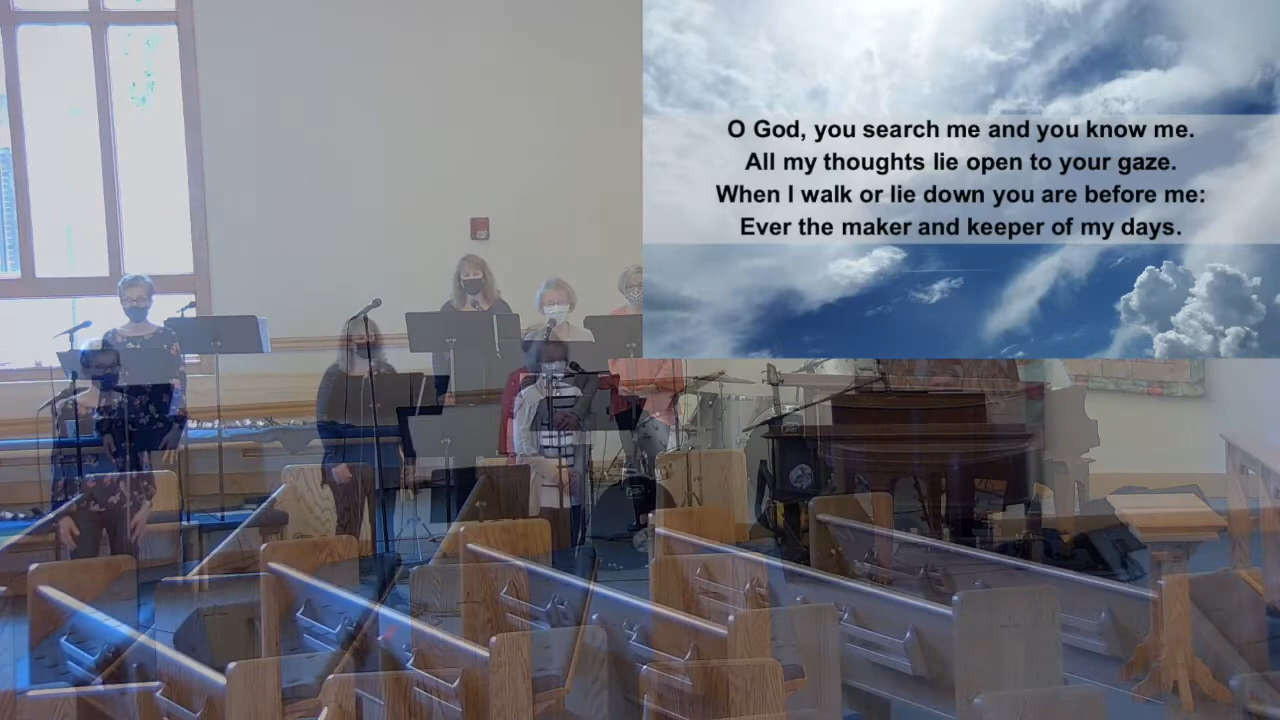 O God, you search me and you know me.
All my thoughts lie open to your gaze.
When I walk or lie down you are before me:
Ever the maker and keeper of my days.